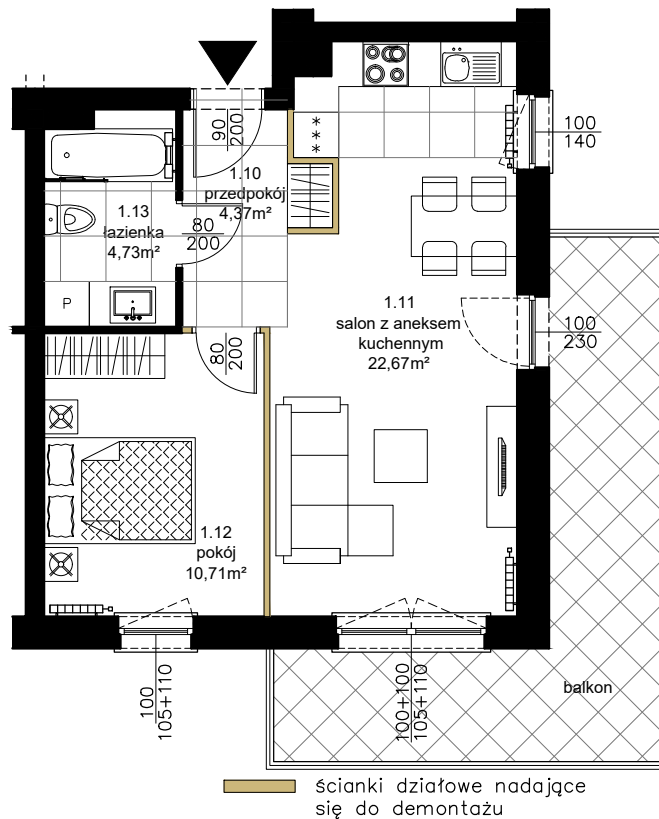 100
140
90
200
1.10
przedpokój
4,37m²
1.13
łazienka
4,73m²
80
200
P
1.11
salon z aneksem
kuchennym
22,67m²
100
230
80
200
1.12
pokój
10,71m²
100
105+110
100+100
105+110
balkon
ścianki działowe nadające
się do demontażu